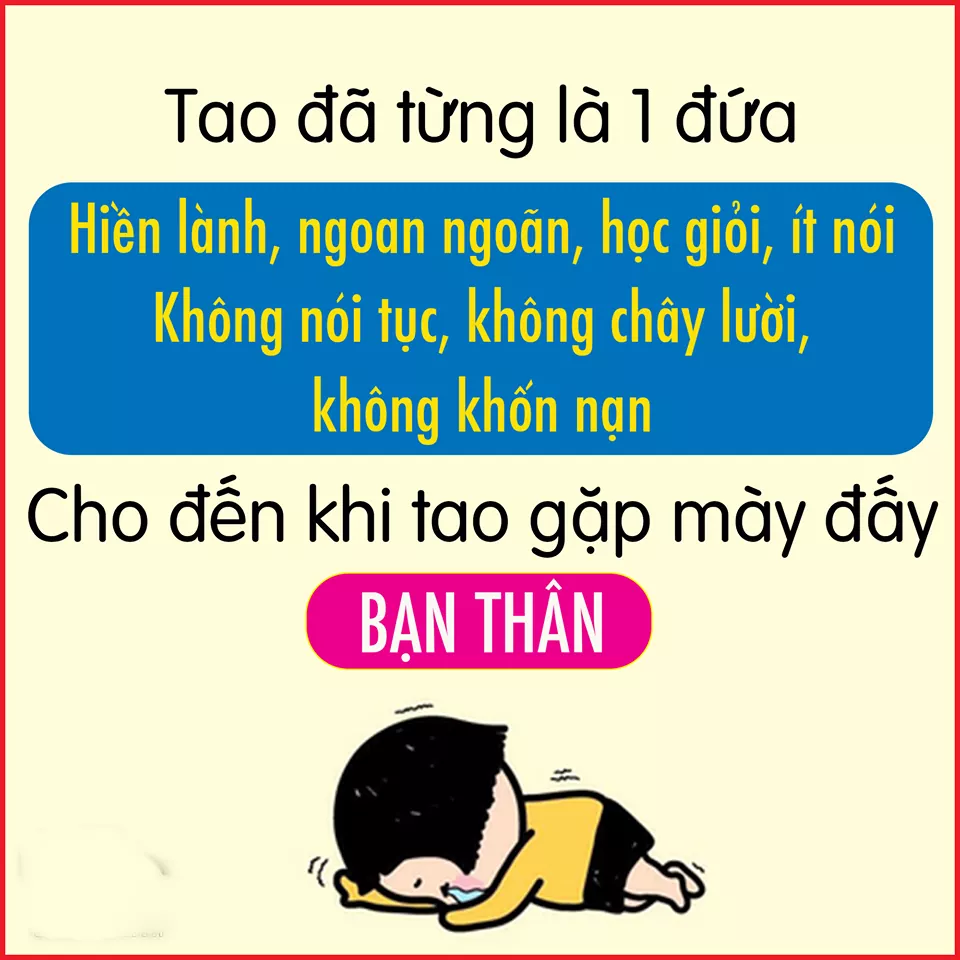 Tao đã từng là 1 đứa
Hiền lành, ngoan ngoãn, học giỏi, ít nói
Không nói tục, không chây lười,
không khốn nạn
Cho đến khi tao gặp mày đấy
BẠN THÂN